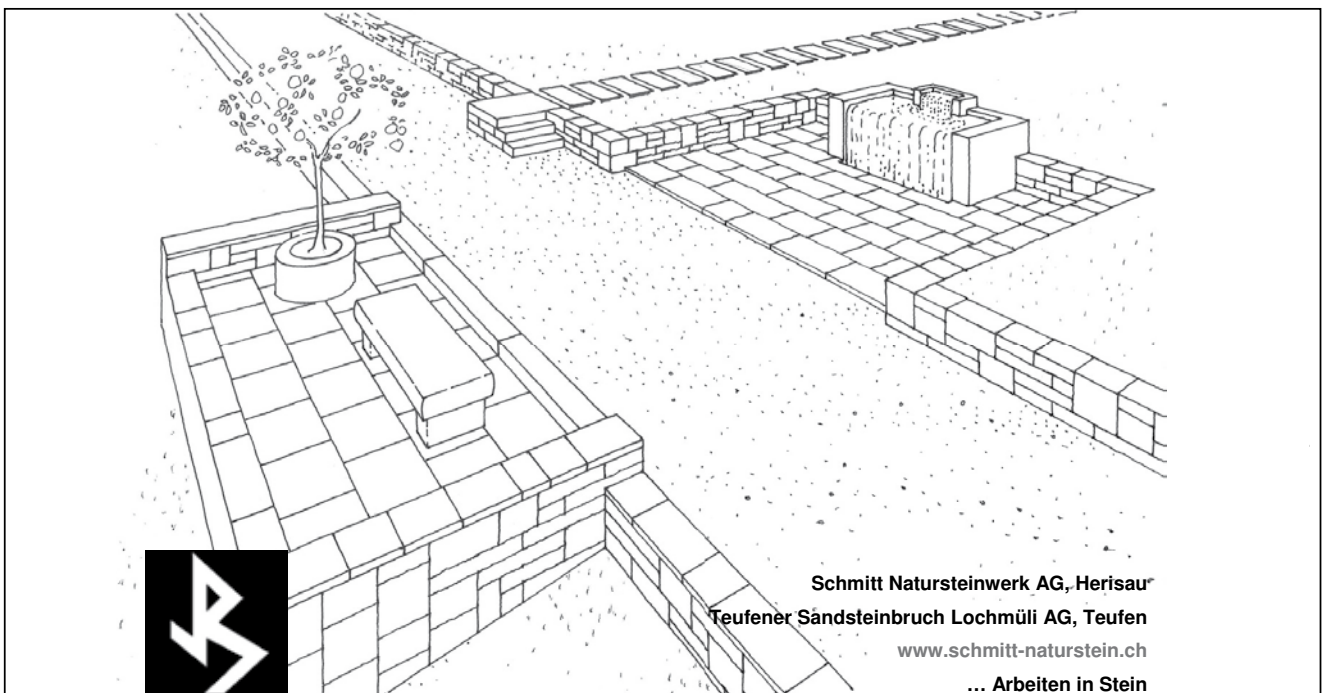 Schmitt Natursteinwerk AG, Herisau
Teufener Sandsteinbruch Lochmüli AG, Teufen
www.schmitt-naturstein.ch
... Arbeiten in Stein